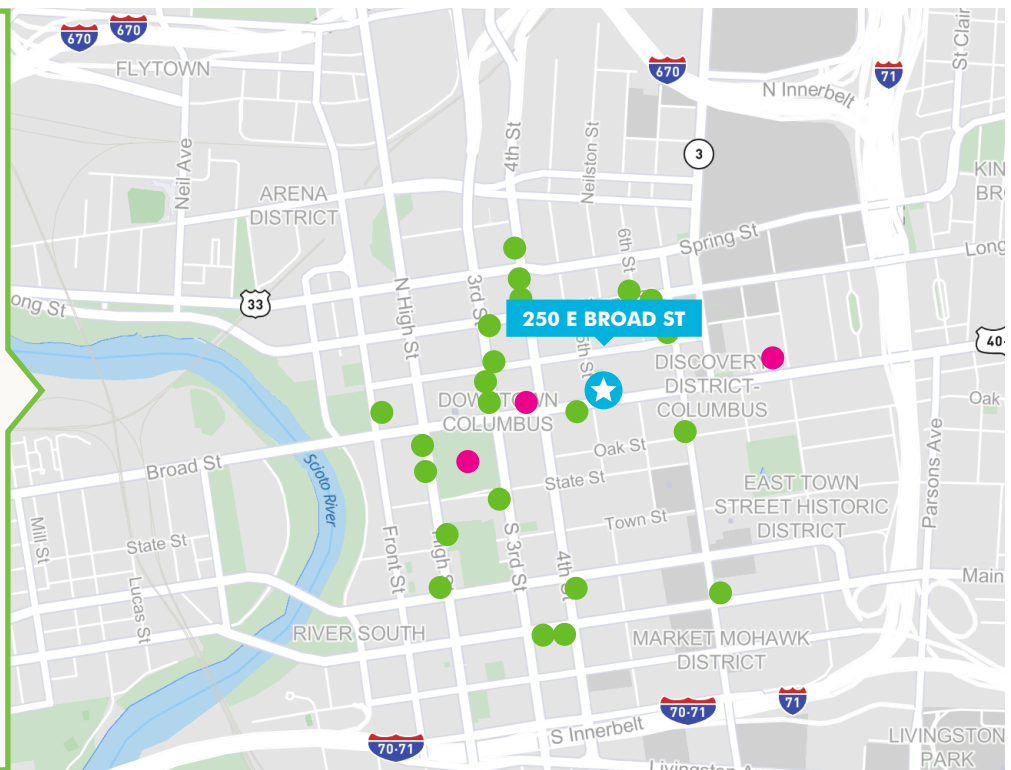 670
670
FLYTOWN
670
71
St Clair
N Innerbelt
4th St
Neilston St
3
Neil Ave
ARENA
DISTRICT
KIN
BRO
Spring St
6th St
Long
ong St
33
N High St
3rd St
250 E BROAD ST
5th St
40
DISCOVERY
DISTRICT-
COLUMBUS
DOWNTOWN
COLUMBUS
Oak
Broad St
Oak St
Scioto River
State St
EAST TOWN
STREET HISTORIC
DISTRICT
Parsons Ave
Mill St
State St
Town St
Front St
High S
S 3rd St
4th St
Lucas St
Main
RIVER SOUTH
MARKET MOHAWK
DISTRICT
71
70-71
S Innerbelt
70-71
LIVINGSTON
PARK
Livingston A